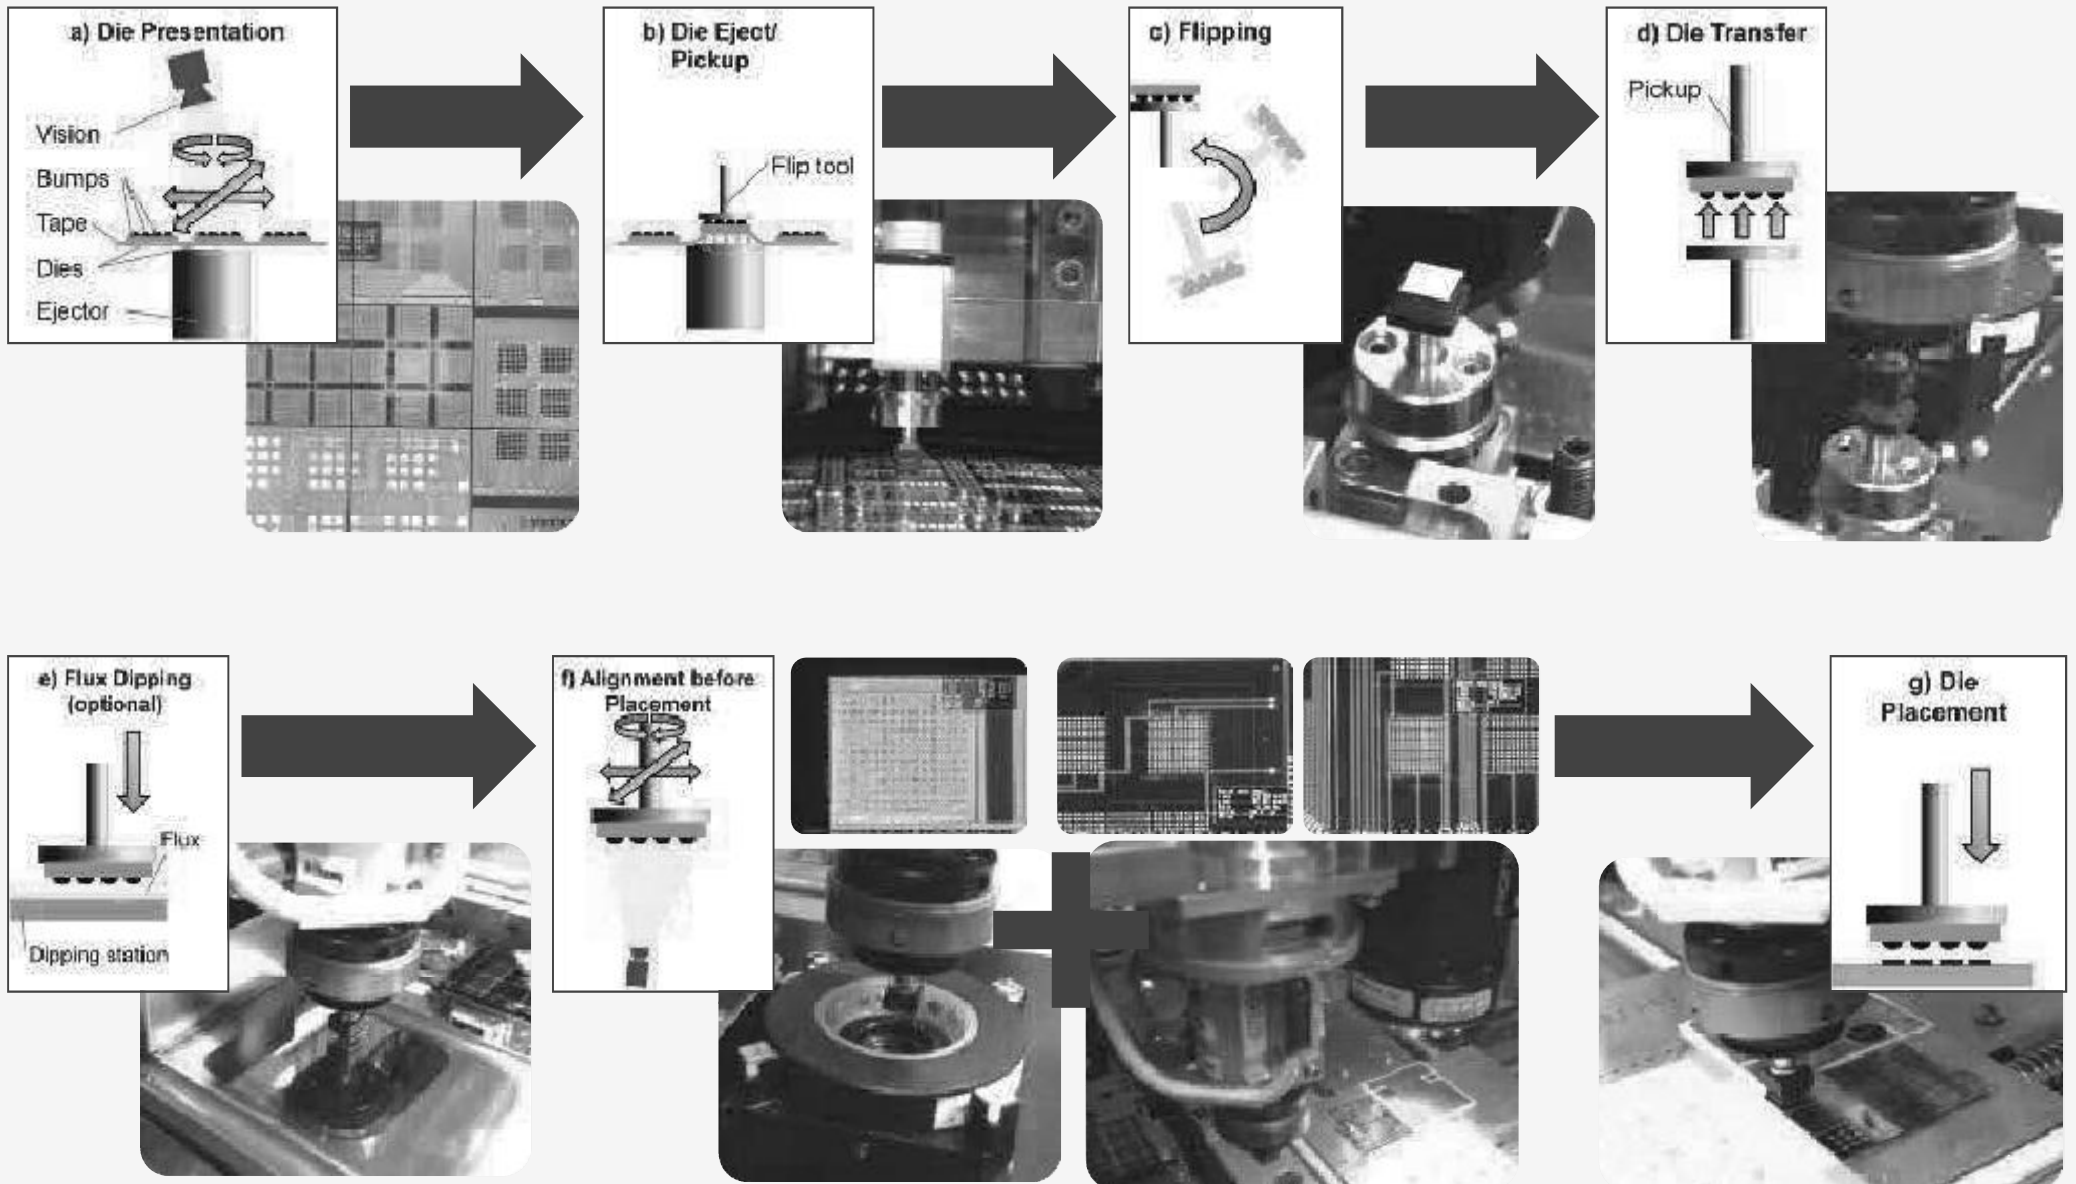 a) Die Presentation
Vision
Bumps
Tape
Dies
Ejector
b) Die Eject/
Pickup
Flip tool
c) Flipping
d) Die Transfer
Pickup
e) Flux Dipping
(optional)
Flux
Dipping station
f) Alignment before
Placement
g) Die
Placement